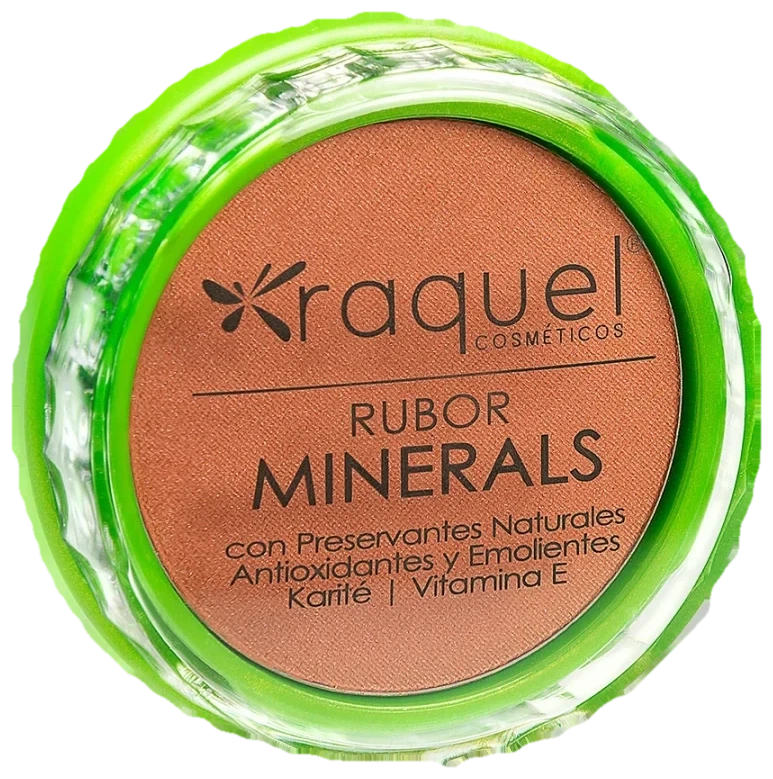 raquel®
COSMÉTICOS
RUBOR
MINERALS
con Preservantes Naturales
Antioxidantes y Emolientes
Karité | Vitamina E